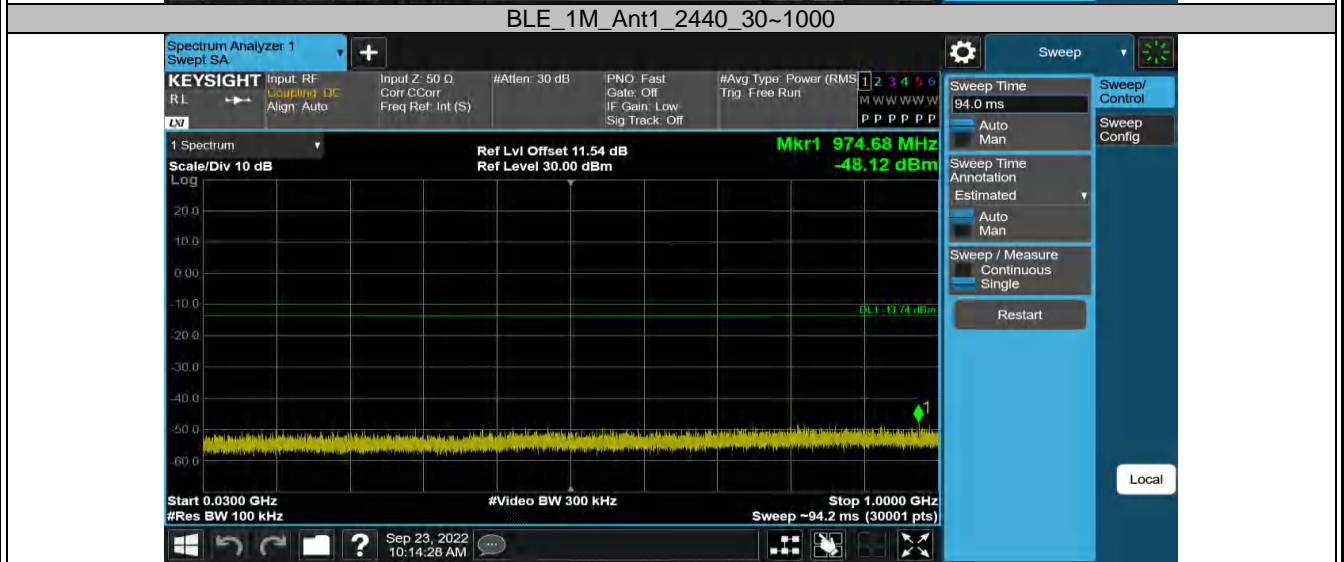 BLE_1M_Ant1_2440_30~1000
Spectrum Analyzer 1
Swept SA
Sweep
KEYSIGHT
RL
LXI
Input: RF
Coupling: DC
Align: Auto
Input Z: 50 Ω
Corr CCorr
Freq Ref: Int (S)
#Atten: 30 dB
PNO: Fast
Gate: Off
IF Gain: Low
Sig Track: Off
#Avg Type: Power (RMS
Trig: Free Run
1 2 3 4 5 6
M W W W W W
P P P P P P
Sweep Time
94.0 ms
Auto
Man
Sweep Time
Annotation
Estimated
Auto
Man
Sweep / Measure
Continuous
Single
Restart
Sweep/
Control
Sweep
Config
Local
1 Spectrum
Scale/Div 10 dB
Log
Ref Lvl Offset 11.54 dB
Ref Level 30.00 dBm
Mkr1 974.68 MHz
-48.12 dBm
20.0
10.0
0.00
-10.0
DL1 -13.74 dBm
-20.0
-30.0
-40.0
1
-50.0
-60.0
Start 0.0300 GHz
#Res BW 100 kHz
#Video BW 300 kHz
Stop 1.0000 GHz
Sweep ~94.2 ms (30001 pts)
?
Sep 23, 2022
10:14:28 AM